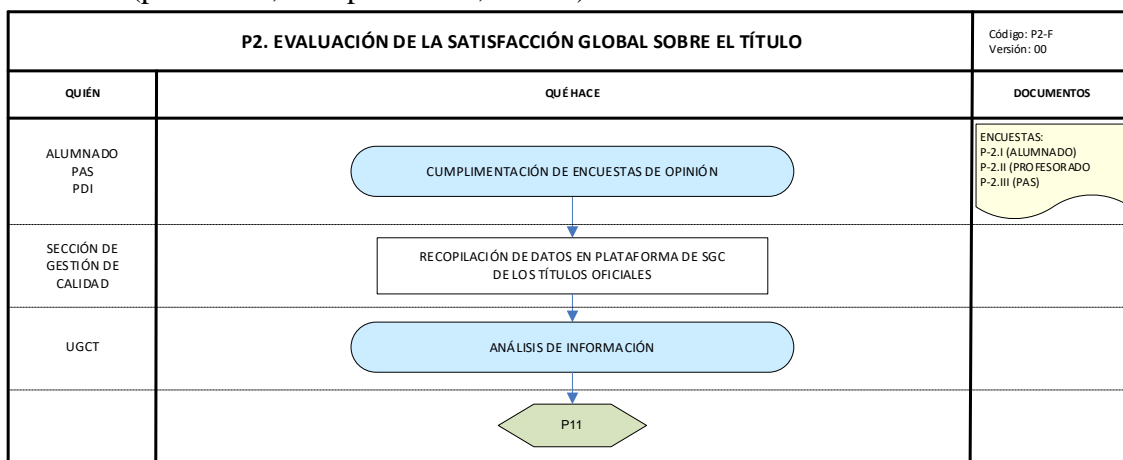 P2. EVALUACIÓN DE LA SATISFACCIÓN GLOBAL SOBRE EL TÍTULO
Código: P2-F
Versión: 00
QUIÉN
QUÉ HACE
DOCUMENTOS
ALUMNADO
PAS
PDI
CUMPLIMENTACIÓN DE ENCUESTAS DE OPINIÓN
ENCUESTAS:
P-2.I (ALUMNADO)
P-2.II (PROFESORADO
P-2.III (PAS)
SECCIÓN DE
GESTIÓN DE
CALIDAD
RECOPILACIÓN DE DATOS EN PLATAFORMA DE SGC
DE LOS TÍTULOS OFICIALES
UGCT
ANÁLISIS DE INFORMACIÓN
P11